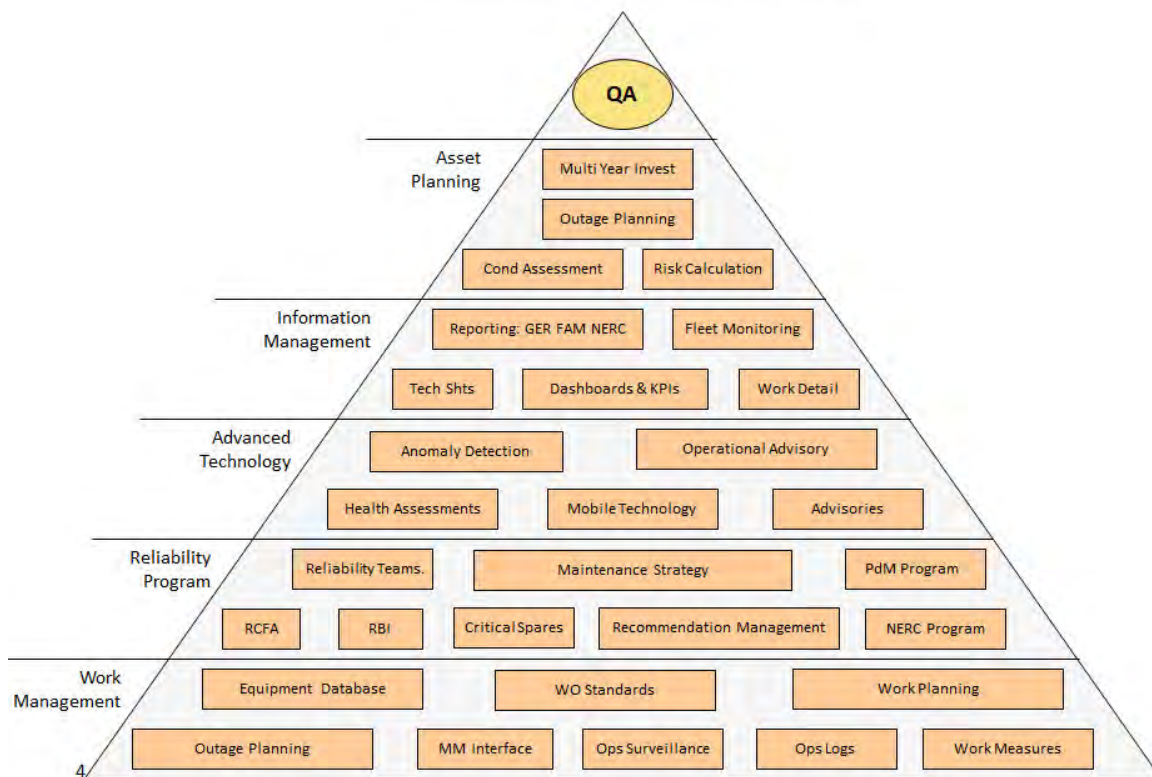 QA
Asset
Planning
Multi Year Invest
Outage Planning
Cond Assessment
Risk Calculation
Information
Management
Reporting: GER FAM NERC
Fleet Monitoring
Tech Shts
Dashboards & KPIs
Work Detail
Advanced
Technology
Anomaly Detection
Operational Advisory
Health Assessments
Mobile Technology
Advisories
Reliability
Program
Reliability Teams.
Maintenance Strategy
PdM Program
RCFA
RBI
Critical Spares
Recommendation Management
NERC Program
Work
Management
Equipment Database
WO Standards
Work Planning
Outage Planning
MM Interface
Ops Surveillance
Ops Logs
Work Measures
4